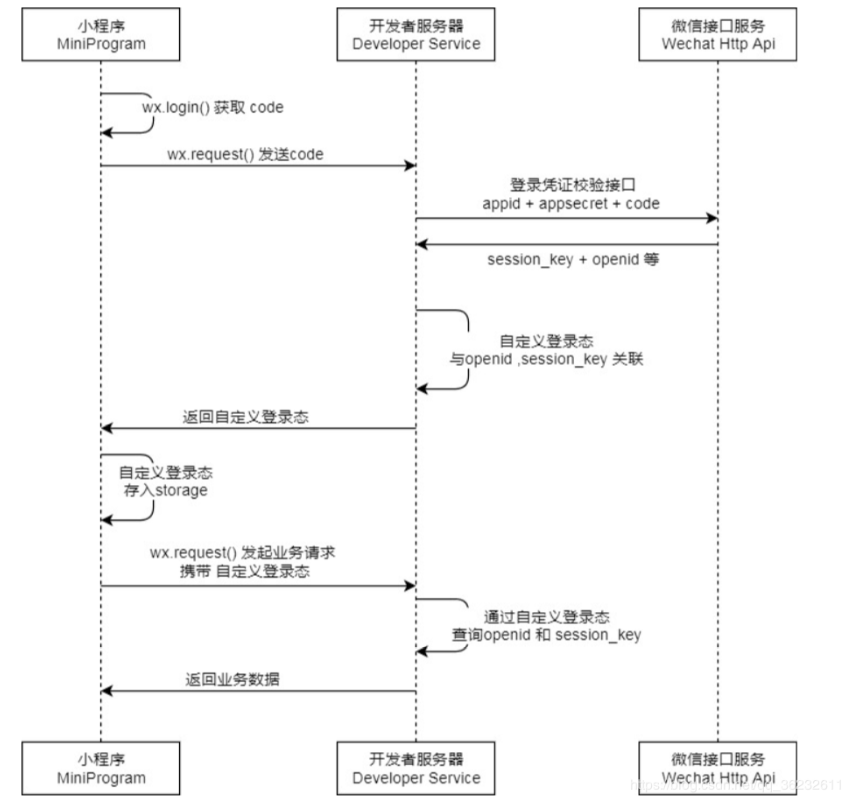 小程序
MiniProgram
开发者服务器
Developer Service
微信接口服务
Wechat Http Api
wx.login() 获取 code
wx.request() 发送code
登录凭证校验接口
appid + appsecret + code
session_key + openid 等
自定义登录态
与openid ,session_key 关联
返回自定义登录态
自定义登录态
存入storage
wx.request() 发起业务请求
携带 自定义登录态
通过自定义登录态
查询openid 和 session_key
返回业务数据
小程序
MiniProgram
开发者服务器
Developer Service
微信接口服务
Wechat Http Api